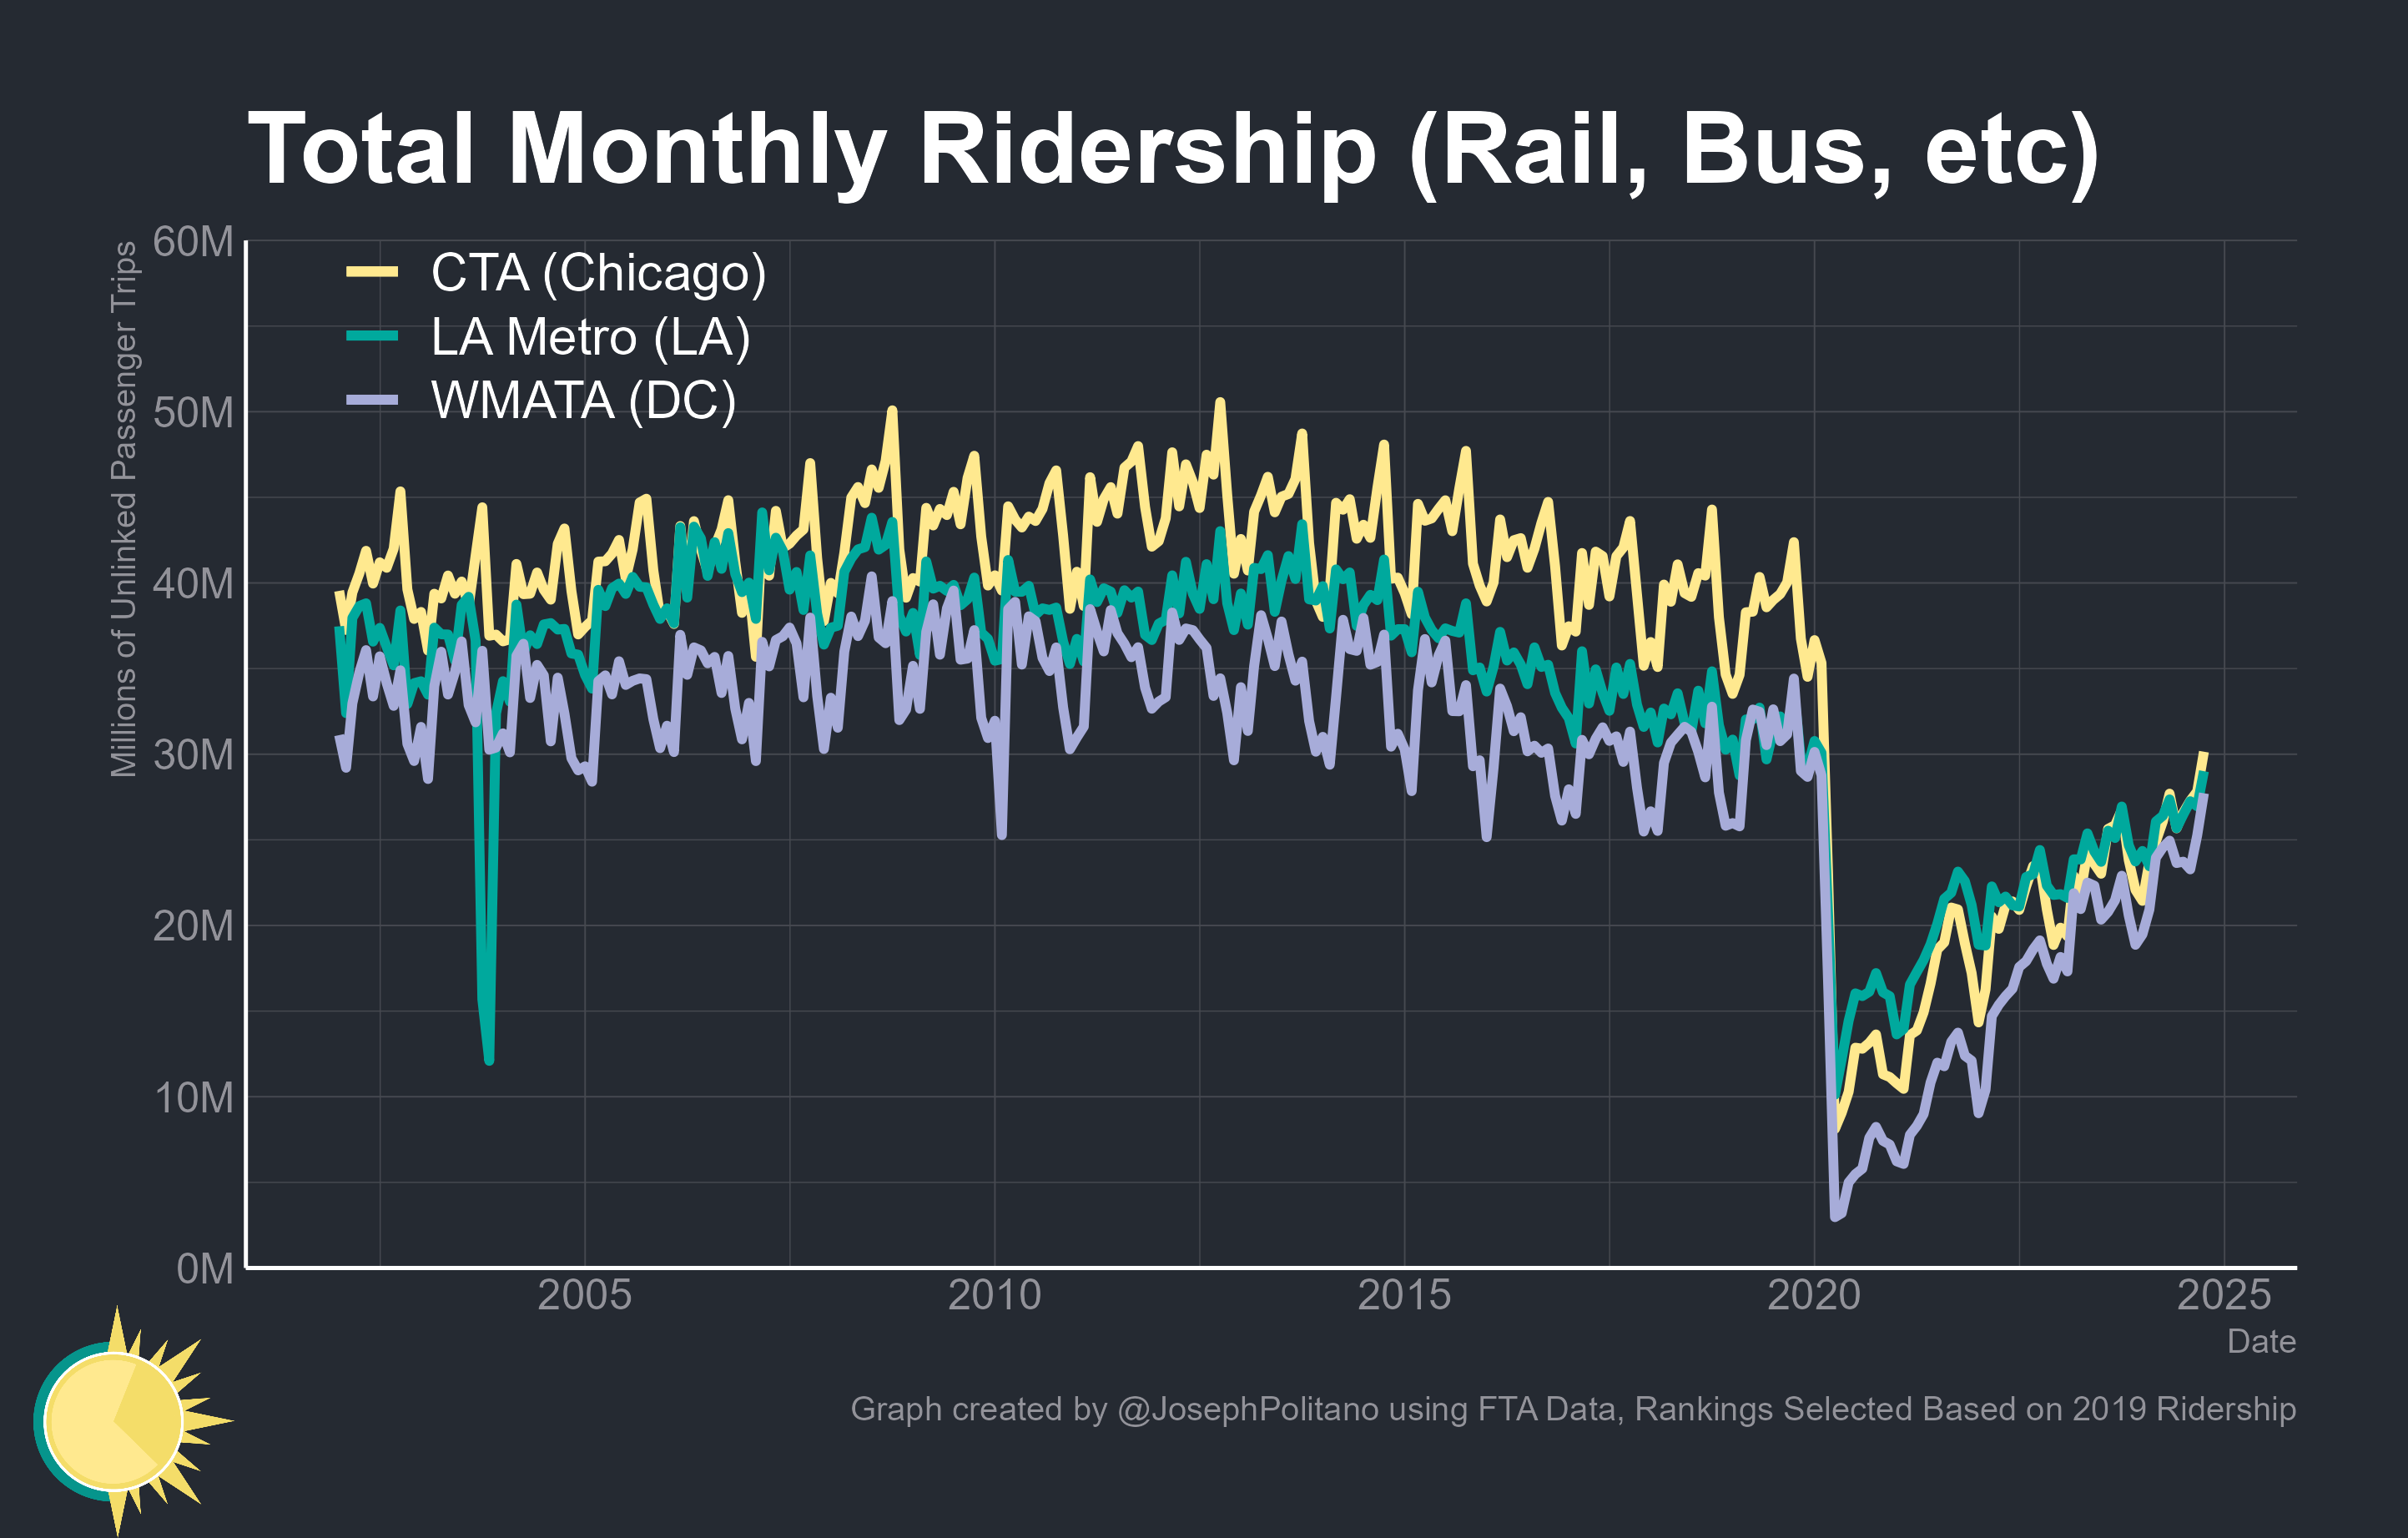 Total Monthly Ridership (Rail, Bus, etc)
Millions of Unlinked Passenger Trips
60M
50M
40M
30M
20M
10M
0M
CTA (Chicago)
LA Metro (LA)
WMATA (DC)
2005 2010 2015 2020 2025
Date
Graph created by @JosephPolitano using FTA Data, Rankings Selected Based on 2019 Ridership